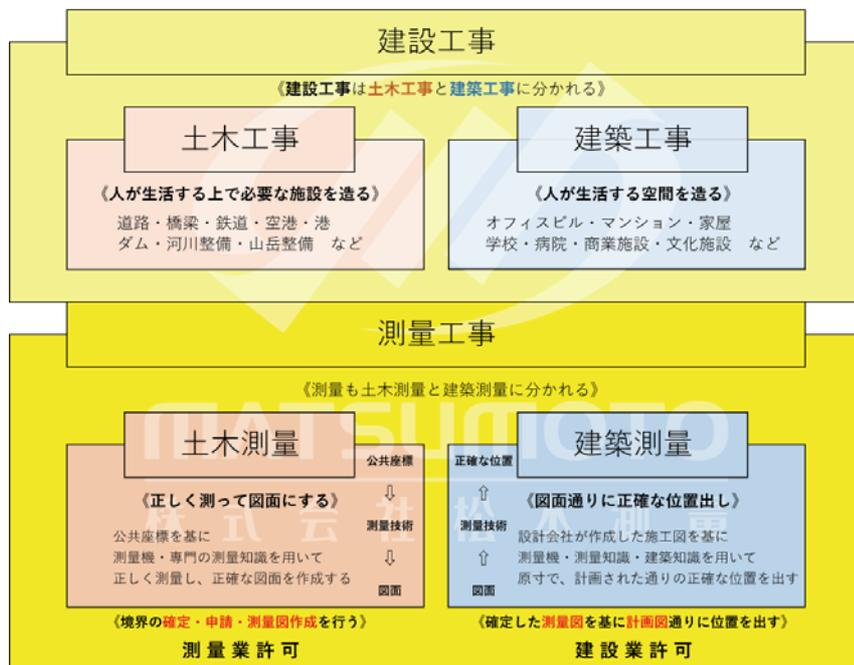 建設工事
《建設工事は土木工事と建築工事に分かれる》
土木工事
《人が生活する上で必要な施設を造る》
道路・橋梁・鉄道・空港・港
ダム・河川整備・山岳整備　など
建築工事
《人が生活する空間を造る》
オフィスビル・マンション・家屋
学校・病院・商業施設・文化施設　など
測量工事
《測量も土木測量と建築測量に分かれる》
MATSUMOTO
株式会社松本測量
土木測量
《正しく測って図面にする》
公共座標を基に
測量機・専門の測量知識を用いて
正しく測量し、正確な図面を作成する
公共座標
⇩
測量技術
⇩
図面
《境界の確定・申請・測量図作成を行う》
測量業許可
建築測量
正確な位置
⇧
測量技術
⇧
図面
《図面通りに正確な位置出し》
設計会社が作成した施工図を基に
測量機・測量知識・建築知識を用いて
原寸で、計画された通りの正確な位置を出す
《確定した測量図を基に計画図通りに位置を出す》
建設業許可